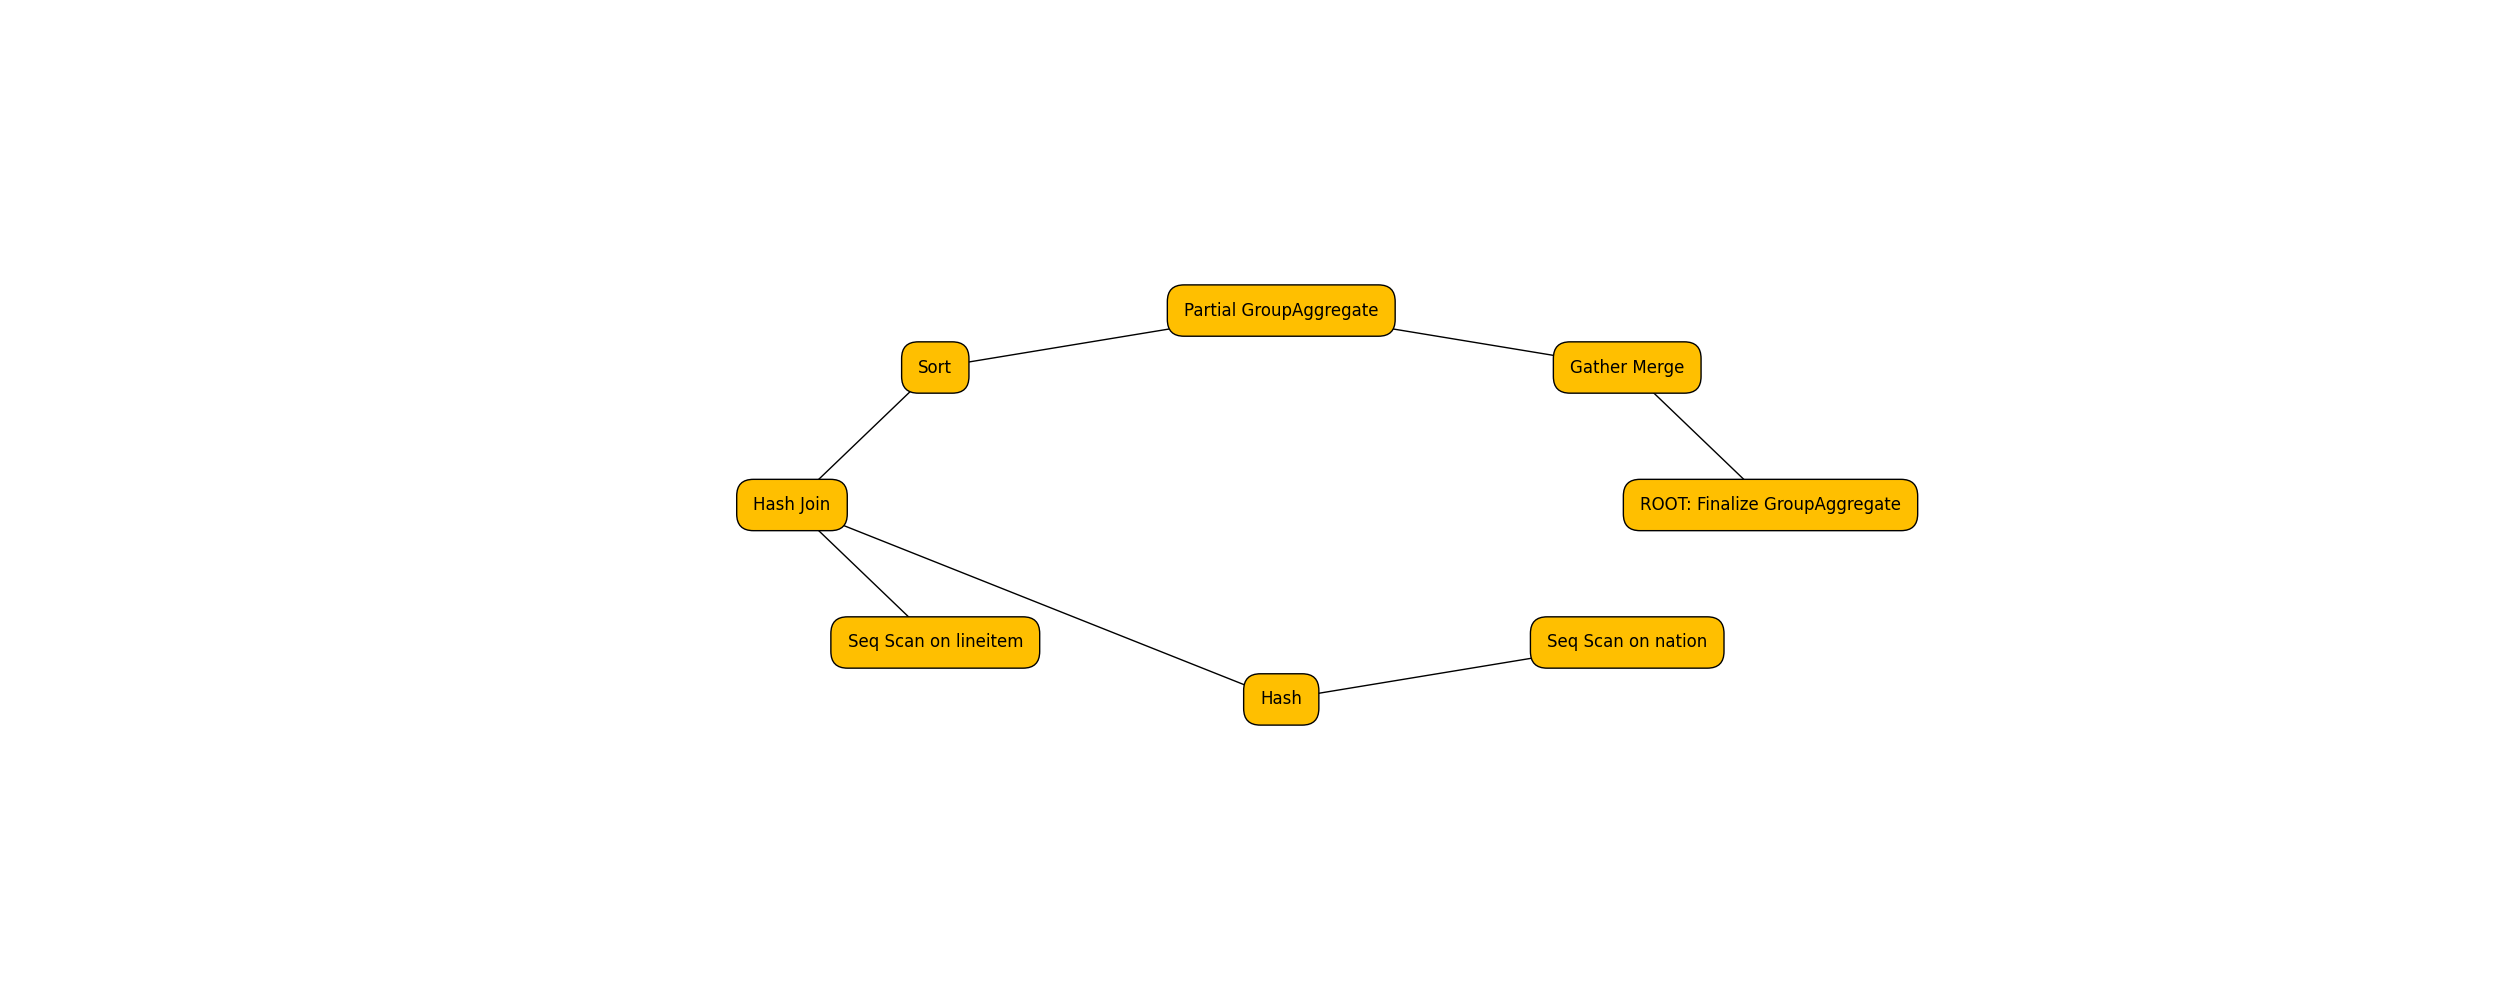 Partial GroupAggregate
Sort
Gather Merge
Hash Join
ROOT: Finalize GroupAggregate
Seq Scan on lineitem
Seq Scan on nation
Hash